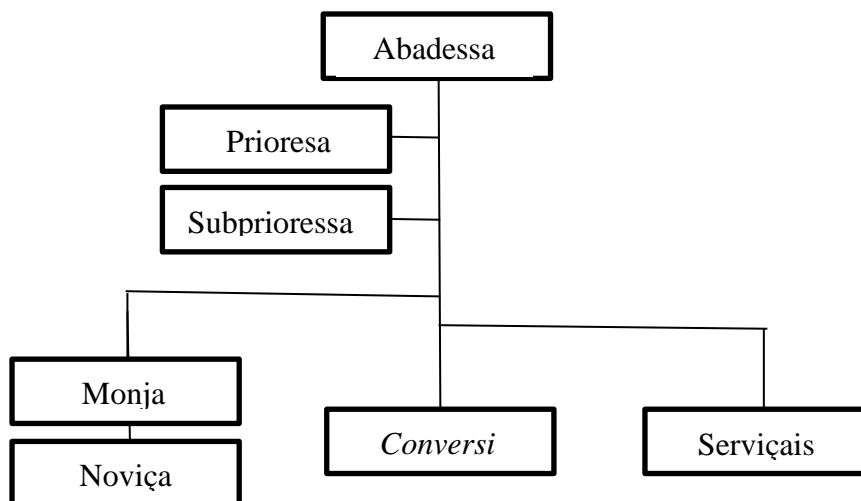 Abadessa
Prioresa
Subprioressa
Monja
Noviça
Conversi
Serviçais